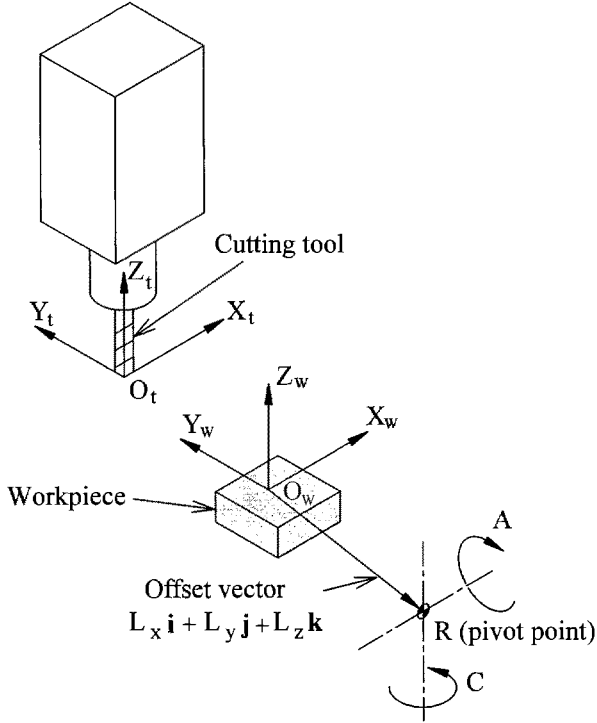 Cutting tool
Z_t
Y_t
X_t
O_t
Z_w
Y_w
X_w
Workpiece
O_w
A
Offset vector
L_x i + L_y j + L_z k
R (pivot point)
C